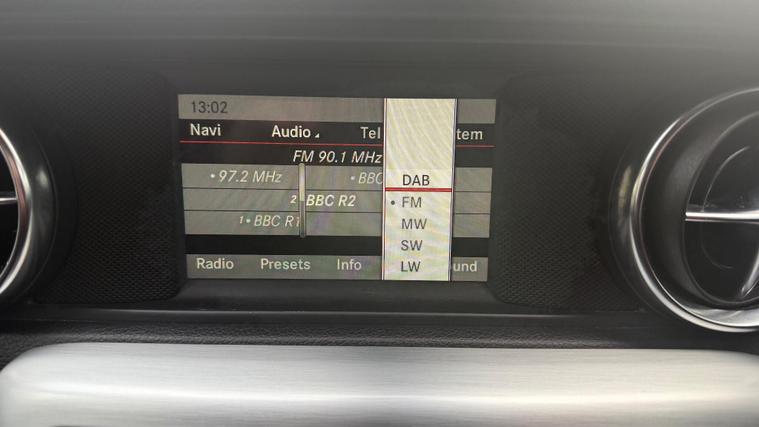 13:02
Navi Audio Tel tem
FM 90.1 MHz
97.2 MHz BBC
2 BBC R2
1 BBC R1
Radio Presets Info und
DAB
FM
MW
SW
LW